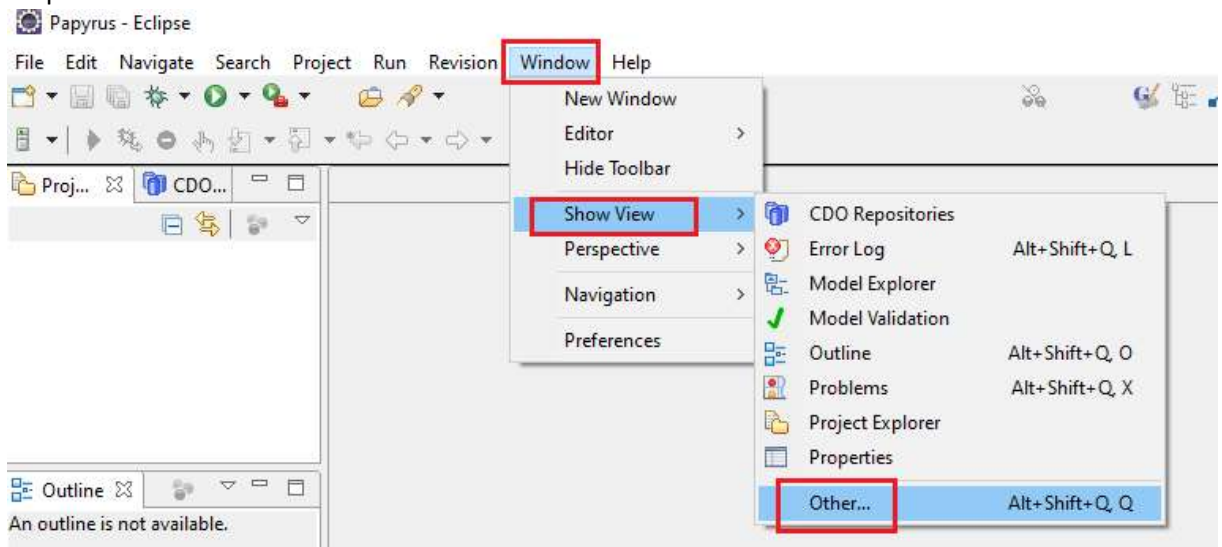 Papyrus - Eclipse
File Edit Navigate Search Project Run Revision Window Help
New Window
Editor >
Hide Toolbar
Proj... CDO...
Show View > CDO Repositories
Perspective > Error Log Alt+Shift+Q, L
Model Explorer
Navigation >
Model Validation
Preferences
Outline Alt+Shift+Q, O
Problems Alt+Shift+Q, X
Project Explorer
Properties
Outline
Other... Alt+Shift+Q, Q
An outline is not available.